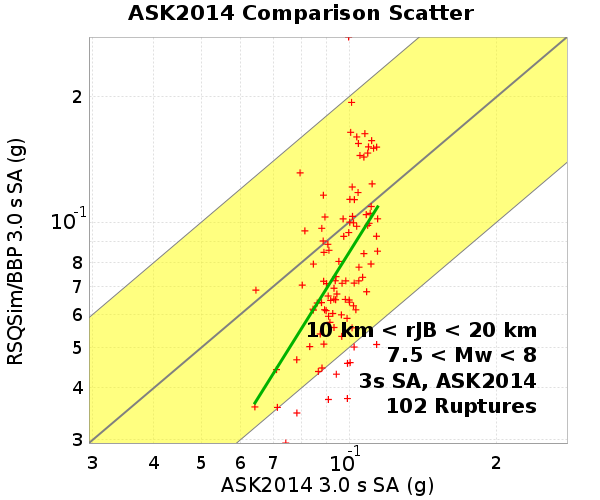 ASK2014 Comparison Scatter
RSQSim/BBP 3.0 s SA (g)
2
10-1
8
7
6
5
4
3
10 km < rJB < 20 km
7.5 < Mw < 8
3s SA, ASK2014
102 Ruptures
3 4 5 6 7 10-1 2
ASK2014 3.0 s SA (g)